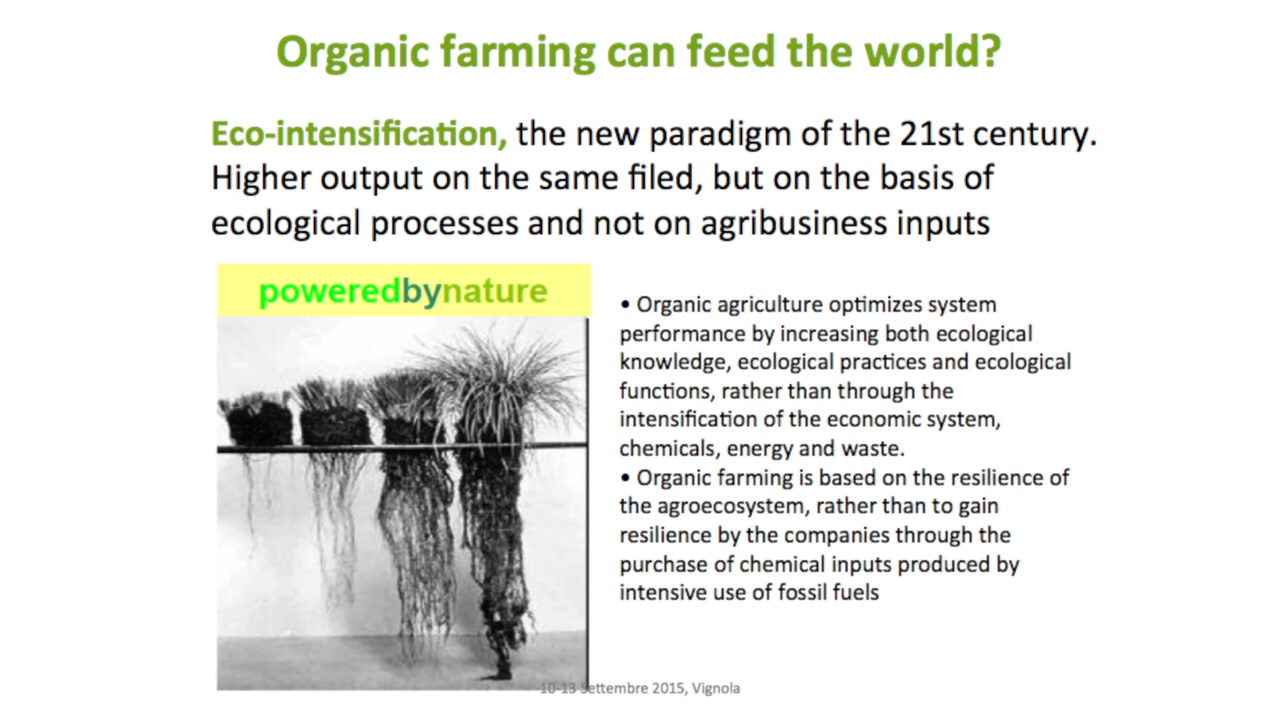 Organic farming can feed the world?
Eco-intensification, the new paradigm of the 21st century.
Higher output on the same filed, but on the basis of
ecological processes and not on agribusiness inputs
poweredbynature
• Organic agriculture optimizes system
performance by increasing both ecological
knowledge, ecological practices and ecological
functions, rather than through the
intensification of the economic system,
chemicals, energy and waste.
• Organic farming is based on the resilience of
the agroecosystem, rather than to gain
resilience by the companies through the
purchase of chemical inputs produced by
intensive use of fossil fuels
10-13 Settembre 2015, Vignola